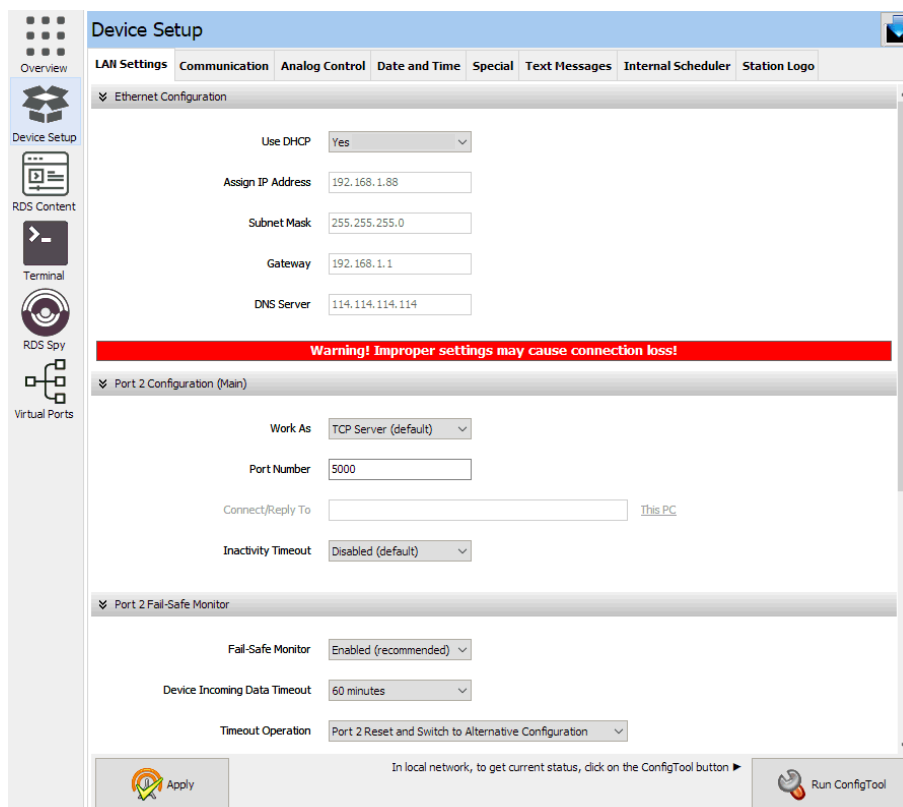 Device Setup
Overview
LAN Settings Communication Analog Control Date and Time Special Text Messages Internal Scheduler Station Logo
Ethernet Configuration
Device Setup
Use DHCP Yes
Assign IP Address 192.168.1.88
RDS Content
Subnet Mask 255.255.255.0
Gateway 192.168.1.1
Terminal
DNS Server 114.114.114.114
RDS Spy
Warning! Improper settings may cause connection loss!
Port 2 Configuration (Main)
Virtual Ports
Work As TCP Server (default)
Port Number 5000
Connect/Reply To This PC
Inactivity Timeout Disabled (default)
Port 2 Fail-Safe Monitor
Fail-Safe Monitor Enabled (recommended)
Device Incoming Data Timeout 60 minutes
Timeout Operation Port 2 Reset and Switch to Alternative Configuration
In local network, to get current status, click on the ConfigTool button ►
Apply Run ConfigTool